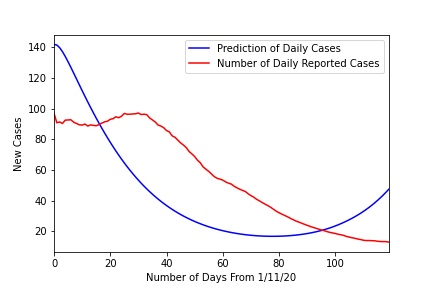 Prediction of Daily Cases
Number of Daily Reported Cases
New Cases
140
120
100
80
60
40
20
0 20 40 60 80 100
Number of Days From 1/11/20